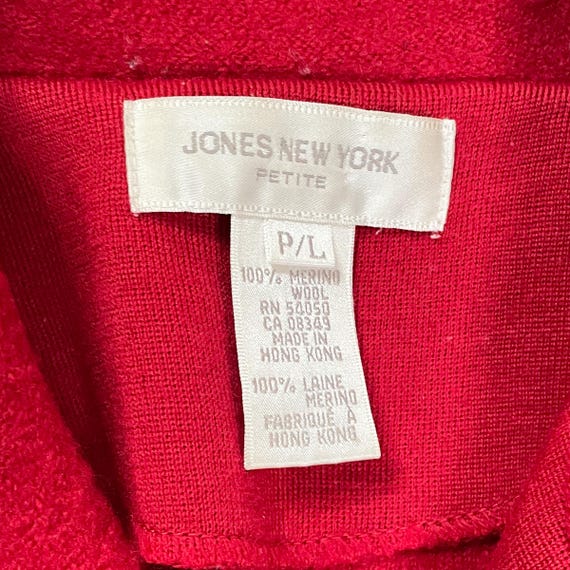 JONES NEW YORK
PETITE
P/L
100% MERINO
WOOL
RN 54050
CA 08349
MADE IN
HONG KONG
100% LAINE
MERINO
FABRIQUÉ A
HONG KONG